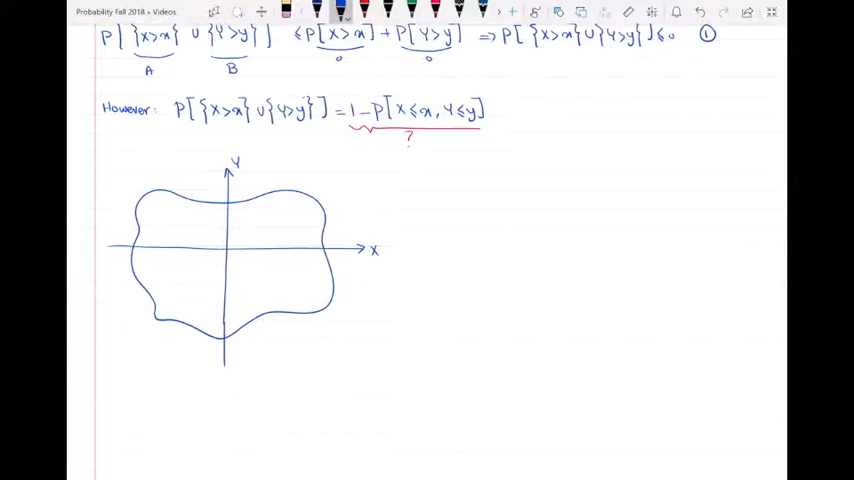 Probability Fall 2018 » Videos
P[ {X>x} ∪ {Y>y} ] ≤ P[X>x] + P[Y>y] ⇒ P[ {X>x} ∪ {Y>y} ] ≤ 0 ①
A B 0 0
However: P[ {X>x} ∪ {Y>y} ] = 1 - P[X≤x, Y≤y]
?
Y
X